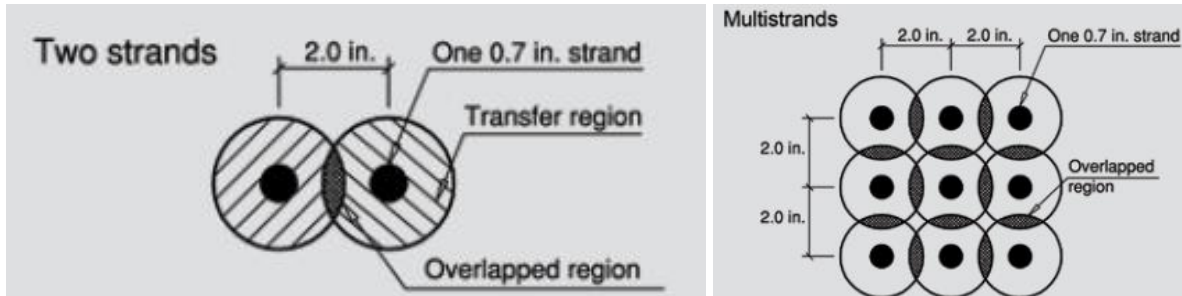 Two strands
2.0 in.
One 0.7 in. strand
Transfer region
Overlapped region
Multistrands
2.0 in. 2.0 in.
One 0.7 in. strand
2.0 in.
Overlapped
region
2.0 in.